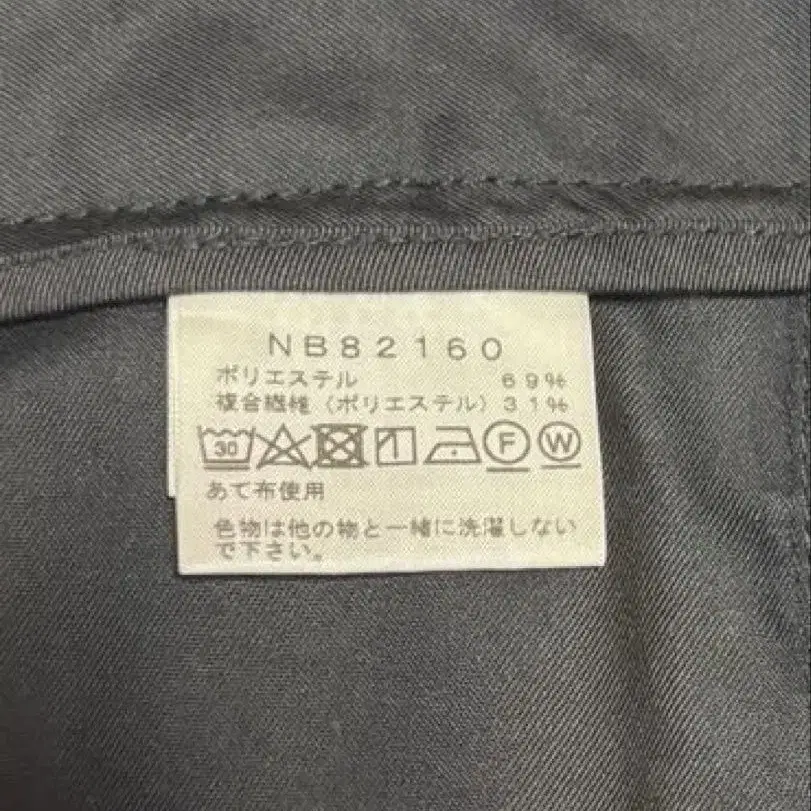 NB82160
ポリエステル 69%
複合繊維（ポリエステル）31%
30 F W
あて布使用
色物は他の物と一緒に洗濯しない
で下さい。